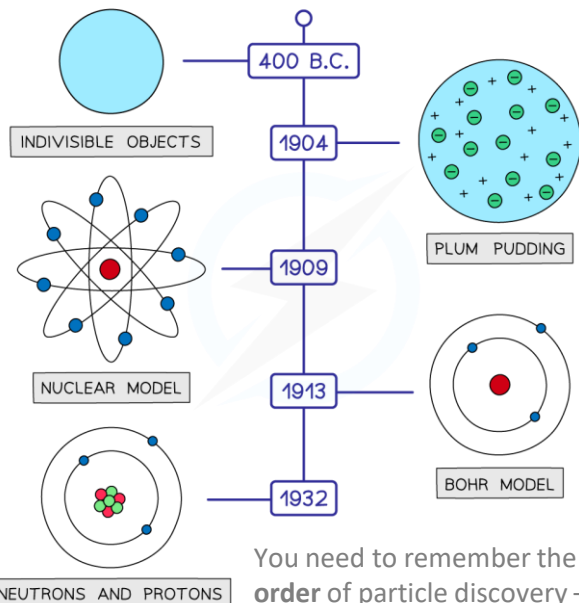 400 B.C.
INDIVISIBLE OBJECTS
1904
PLUM PUDDING
1909
NUCLEAR MODEL
1913
BOHR MODEL
1932
NEUTRONS AND PROTONS
You need to remember the
order of particle discovery -